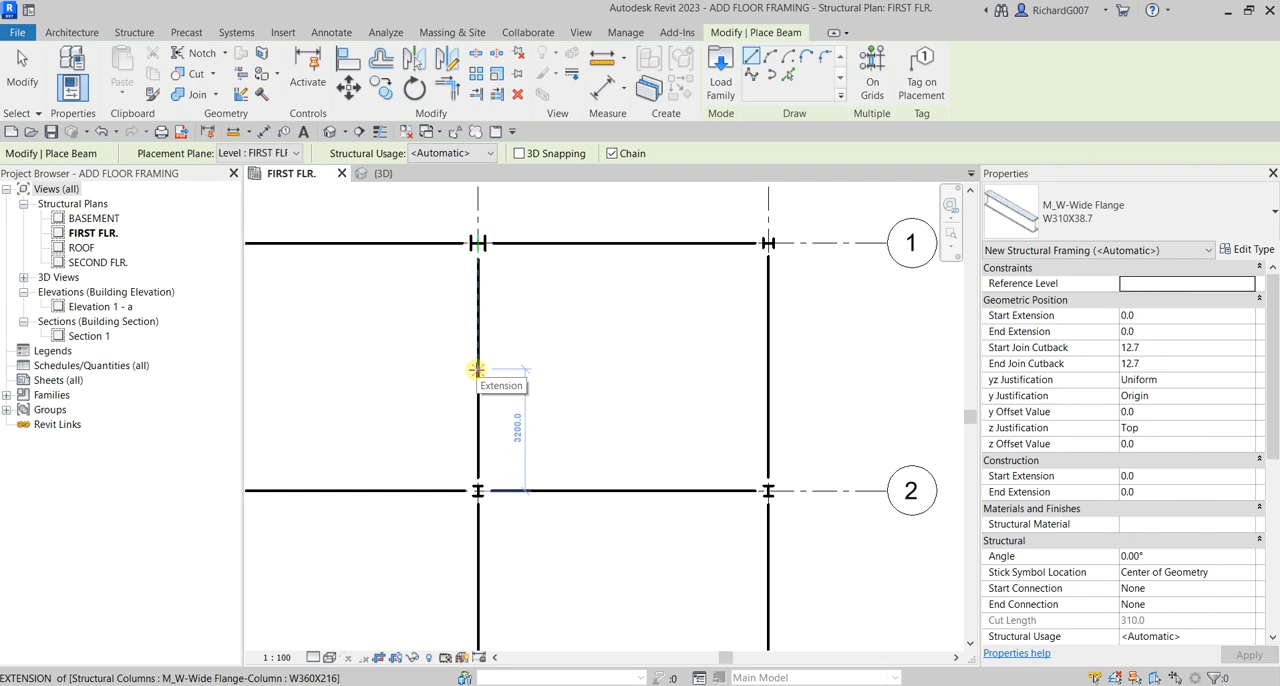 Autodesk Revit 2023 - ADD FLOOR FRAMING - Structural Plan: FIRST FLR.
RichardG007
File Architecture Structure Precast Systems Insert Annotate Analyze Massing & Site Collaborate View Manage Add-Ins Modify | Place Beam
Modify
Paste
Notch
Cut
Join
Activate
Load Family
On Grids
Tag on Placement
Select Properties Clipboard Geometry Controls Modify View Measure Create Mode Draw Multiple Tag
Modify | Place Beam Placement Plane: Level : FIRST FLF Structural Usage: <Automatic> 3D Snapping Chain
Project Browser - ADD FLOOR FRAMING
Views (all)
Structural Plans
BASEMENT
FIRST FLR.
ROOF
SECOND FLR.
3D Views
Elevations (Building Elevation)
Elevation 1 - a
Sections (Building Section)
Section 1
Legends
Schedules/Quantities (all)
Sheets (all)
Families
Groups
Revit Links
FIRST FLR. {3D}
1
Extension
3200.0
2
1 : 100
Properties
M_W-Wide Flange
W310X38.7
New Structural Framing (<Automatic>) Edit Type
Constraints
Reference Level
Geometric Position
Start Extension 0.0
End Extension 0.0
Start Join Cutback 12.7
End Join Cutback 12.7
yz Justification Uniform
y Justification Origin
y Offset Value 0.0
z Justification Top
z Offset Value 0.0
Construction
Start Extension 0.0
End Extension 0.0
Materials and Finishes
Structural Material
Structural
Angle 0.00°
Stick Symbol Location Center of Geometry
Start Connection None
End Connection None
Cut Length 310.0
Structural Usage <Automatic>
Properties help Apply
EXTENSION of [Structural Columns : M_W-Wide Flange-Column : W360X216] :0 Main Model :0